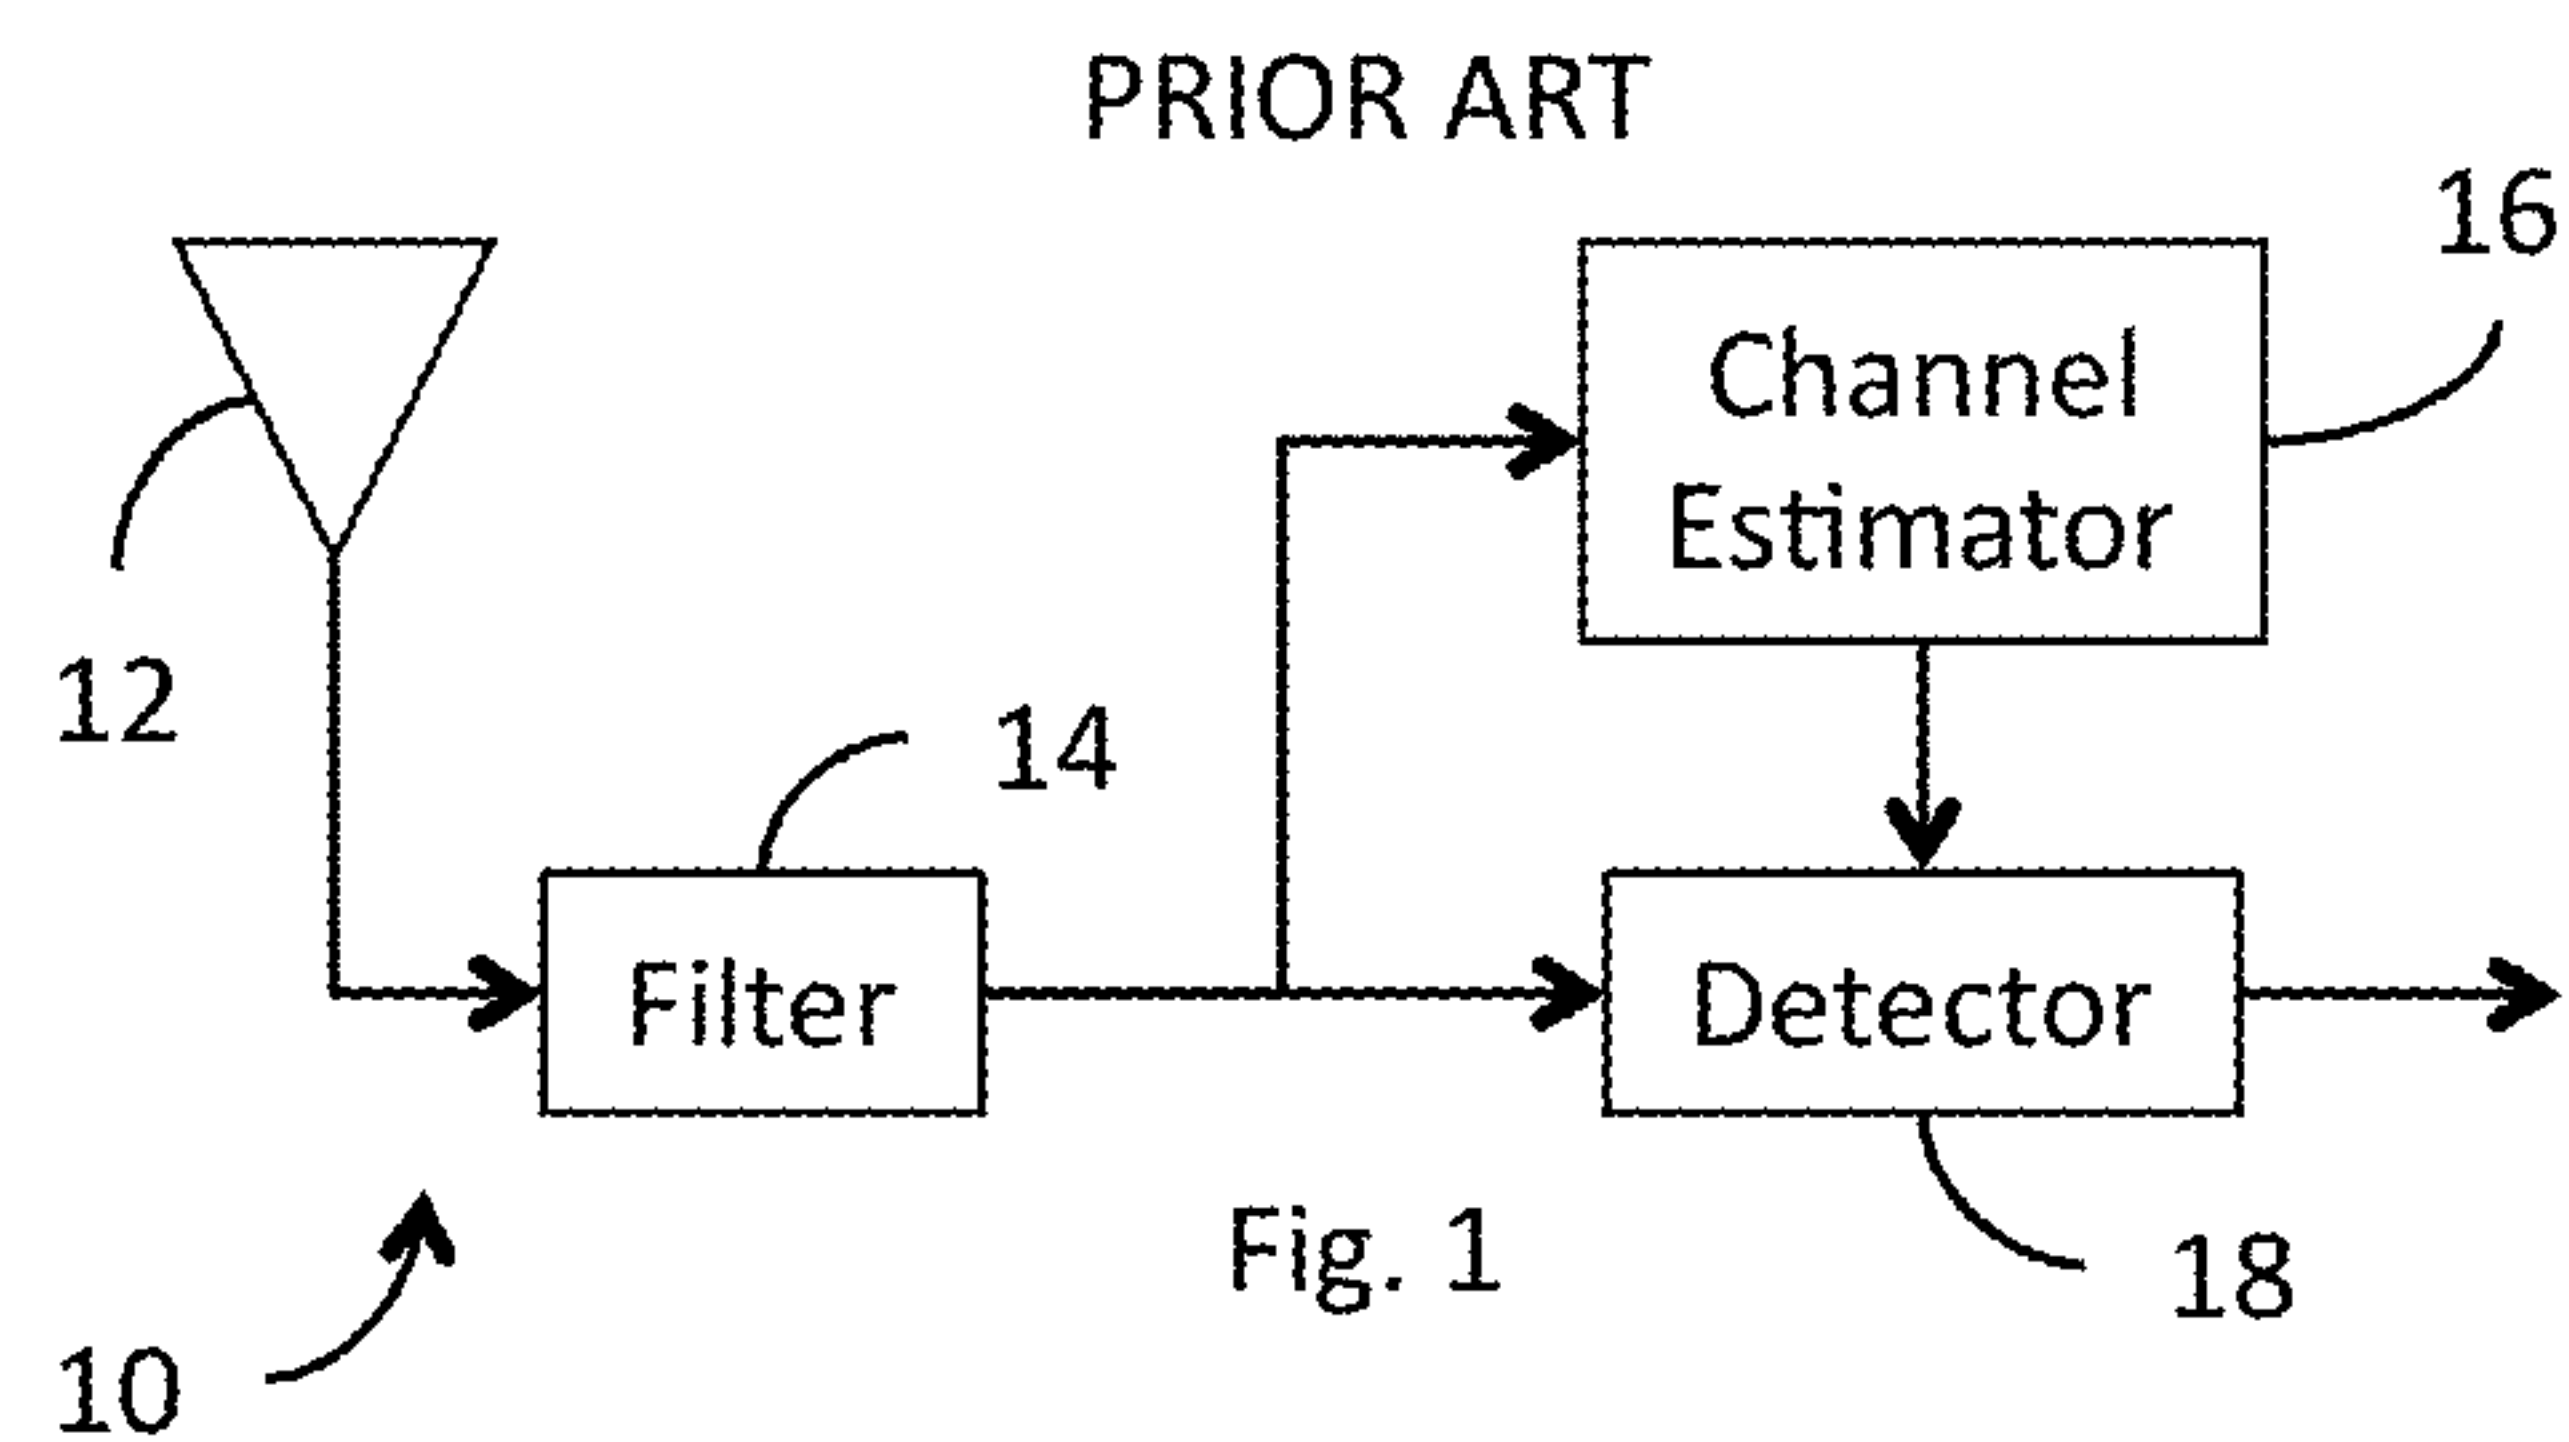 PRIOR ART
16
Channel
Estimator
12
14
Filter
Detector
Fig. 1
18
10